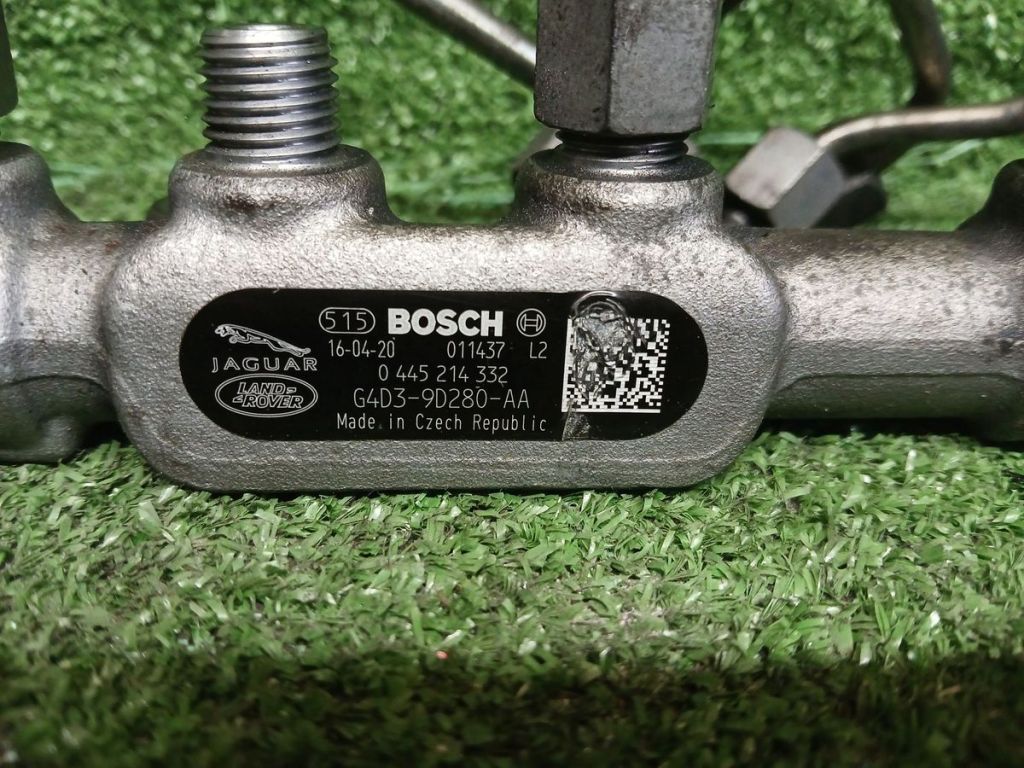 515 BOSCH
JAGUAR
16-04-20 011437 L2
0 445 214 332
LAND-
ROVER
G4D3-9D280-AA
Made in Czech Republic